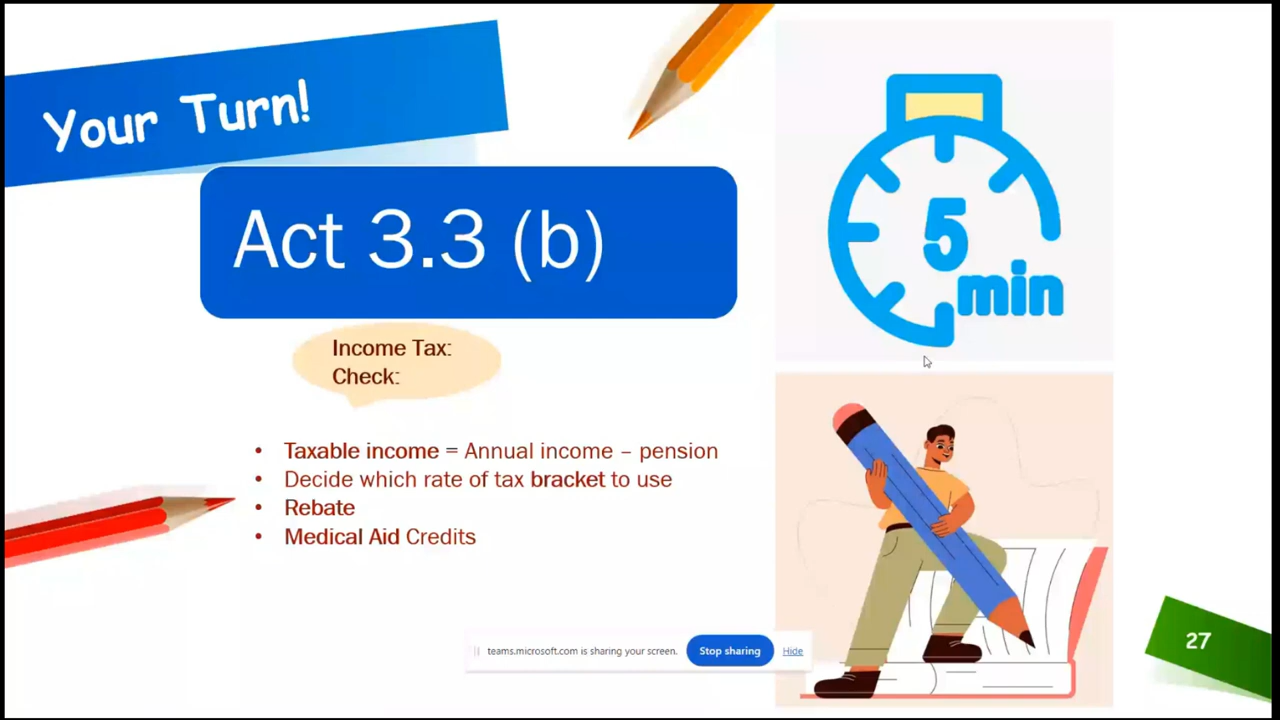 Your Turn!
Act 3.3 (b)
5
min
Income Tax:
Check:
• Taxable income = Annual income – pension
• Decide which rate of tax bracket to use
• Rebate
• Medical Aid Credits
teams.microsoft.com is sharing your screen. Stop sharing Hide
27